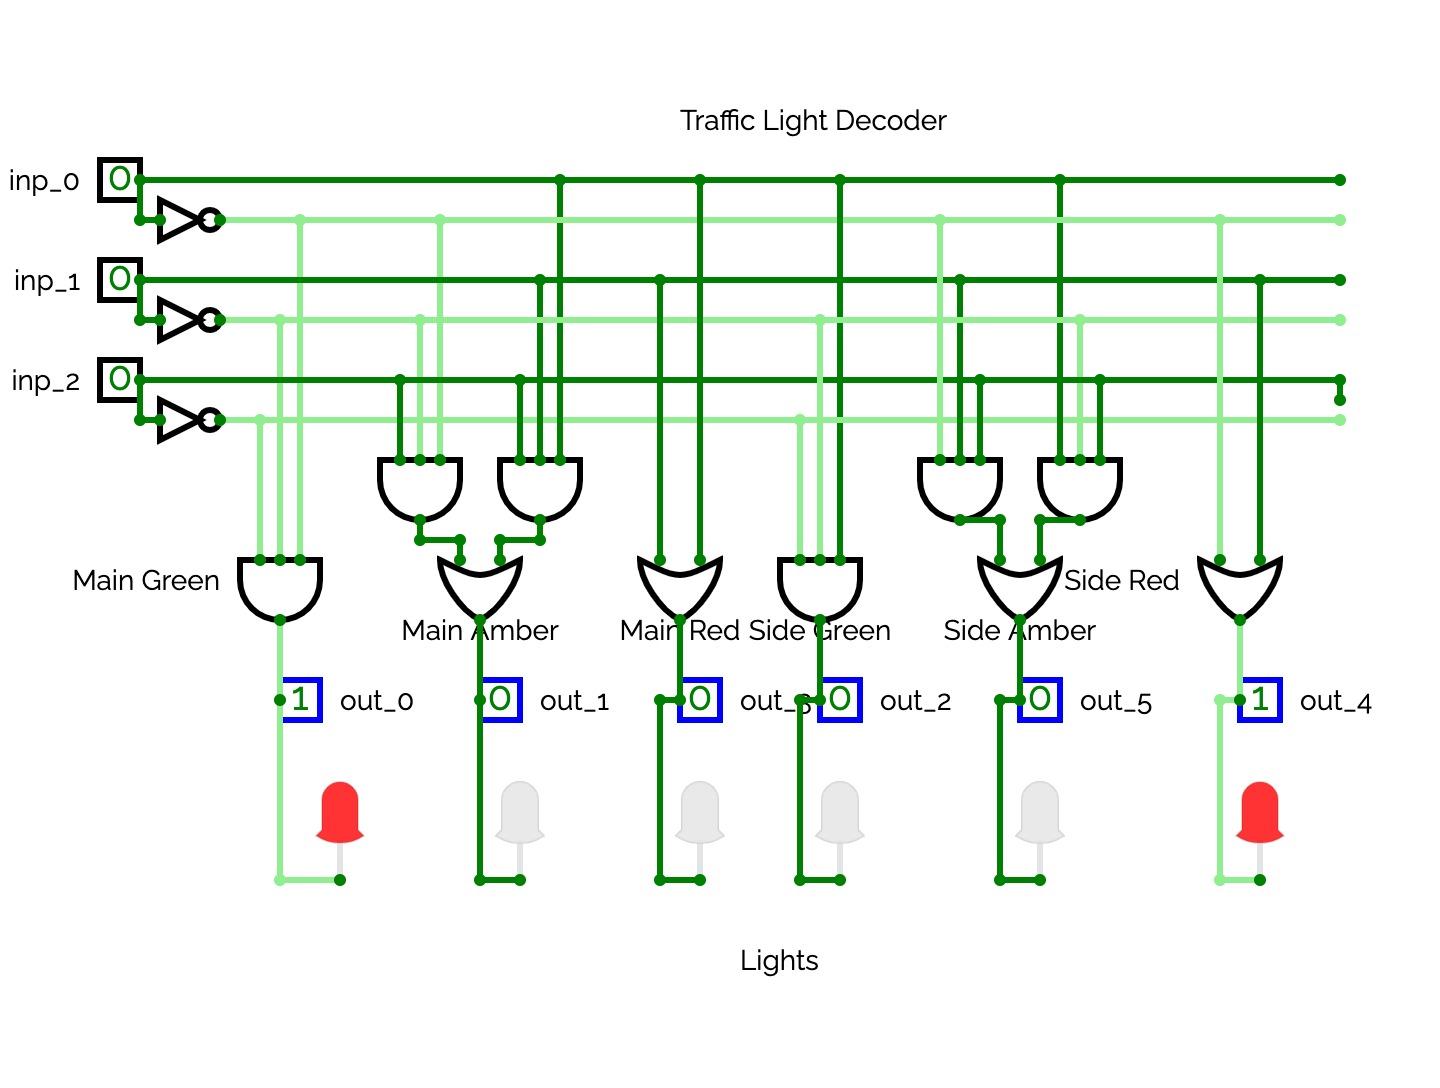 Traffic Light Decoder
inp_0 0
inp_1 0
inp_2 0
Main Green
Side Red
Main Amber
Main Red
Side Green
Side Amber
1 out_0
0 out_1
0 out_3
0 out_2
0 out_5
1 out_4
Lights